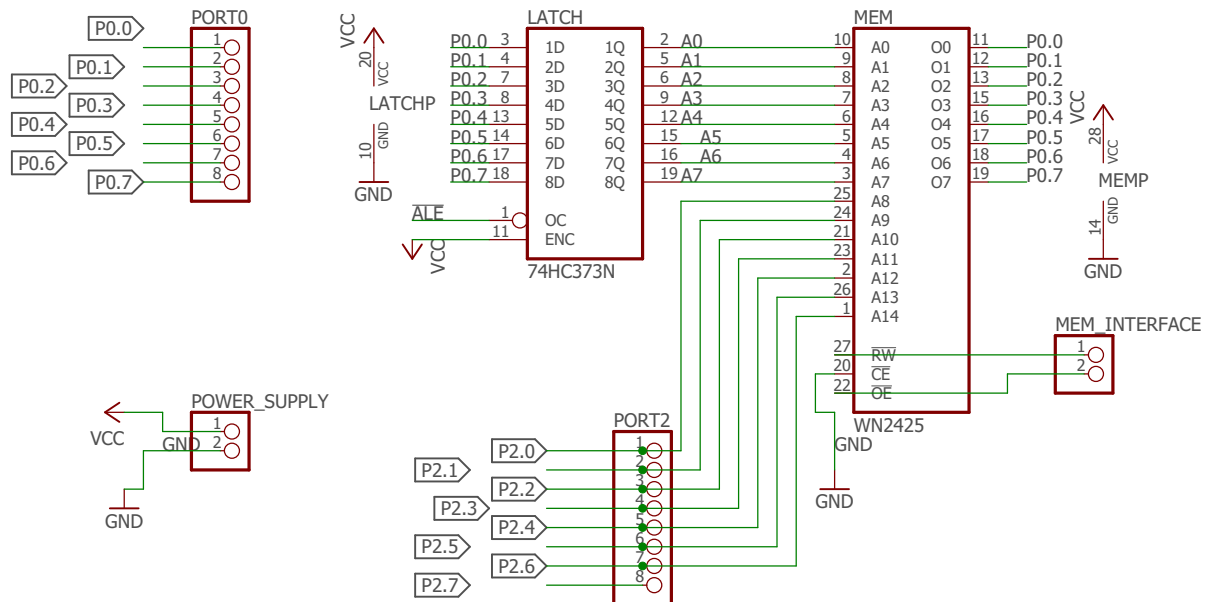 PORT0
P0.0
1
P0.1
2
P0.2
3
P0.3
4
P0.4
5
P0.5
6
P0.6
7
P0.7
8
VCC
20
VCC
LATCHP
GND
10
GND
LATCH
P0.0 3 1D 1Q 2 A0
P0.1 4 2D 2Q 5 A1
P0.2 7 3D 3Q 6 A2
P0.3 8 4D 4Q 9 A3
P0.4 13 5D 5Q 12 A4
P0.5 14 6D 6Q 15 A5
P0.6 17 7D 7Q 16 A6
P0.7 18 8D 8Q 19 A7
ALE 1 OC
11 ENC
VCC
74HC373N
MEM
10 A0 O0 11 P0.0
9 A1 O1 12 P0.1
8 A2 O2 13 P0.2
7 A3 O3 15 P0.3
6 A4 O4 16 P0.4
5 A5 O5 17 P0.5
4 A6 O6 18 P0.6
3 A7 O7 19 P0.7
25 A8
24 A9
21 A10
23 A11
2 A12
26 A13
1 A14
27 RW
20 CE
22 OE
WN2425
GND
GND
VCC
28
VCC
MEMP
GND
14
GND
MEM_INTERFACE
1
2
POWER_SUPPLY
1
VCC
GND 2
GND
PORT2
P2.0 1
P2.1 2
P2.2 3
P2.3 4
P2.4 5
P2.5 6
P2.6 7
P2.7 8